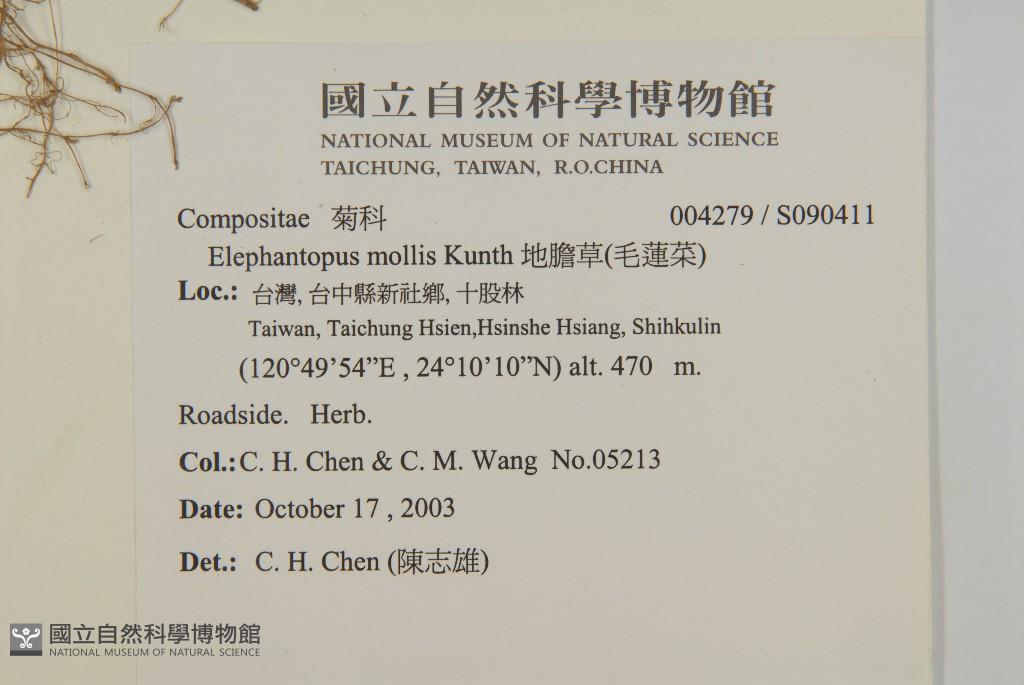 國立自然科學博物館
NATIONAL MUSEUM OF NATURAL SCIENCE
TAICHUNG, TAIWAN, R.O.CHINA
Compositae 菊科 004279 / S090411
Elephantopus mollis Kunth 地膽草(毛蓮菜)
Loc.: 台灣, 台中縣新社鄉, 十股林
Taiwan, Taichung Hsien,Hsinshe Hsiang, Shihkulin
(120°49’54”E , 24°10’10”N) alt. 470 m.
Roadside. Herb.
Col.:C. H. Chen & C. M. Wang No.05213
Date: October 17 , 2003
Det.: C. H. Chen (陳志雄)
國立自然科學博物館
NATIONAL MUSEUM OF NATURAL SCIENCE